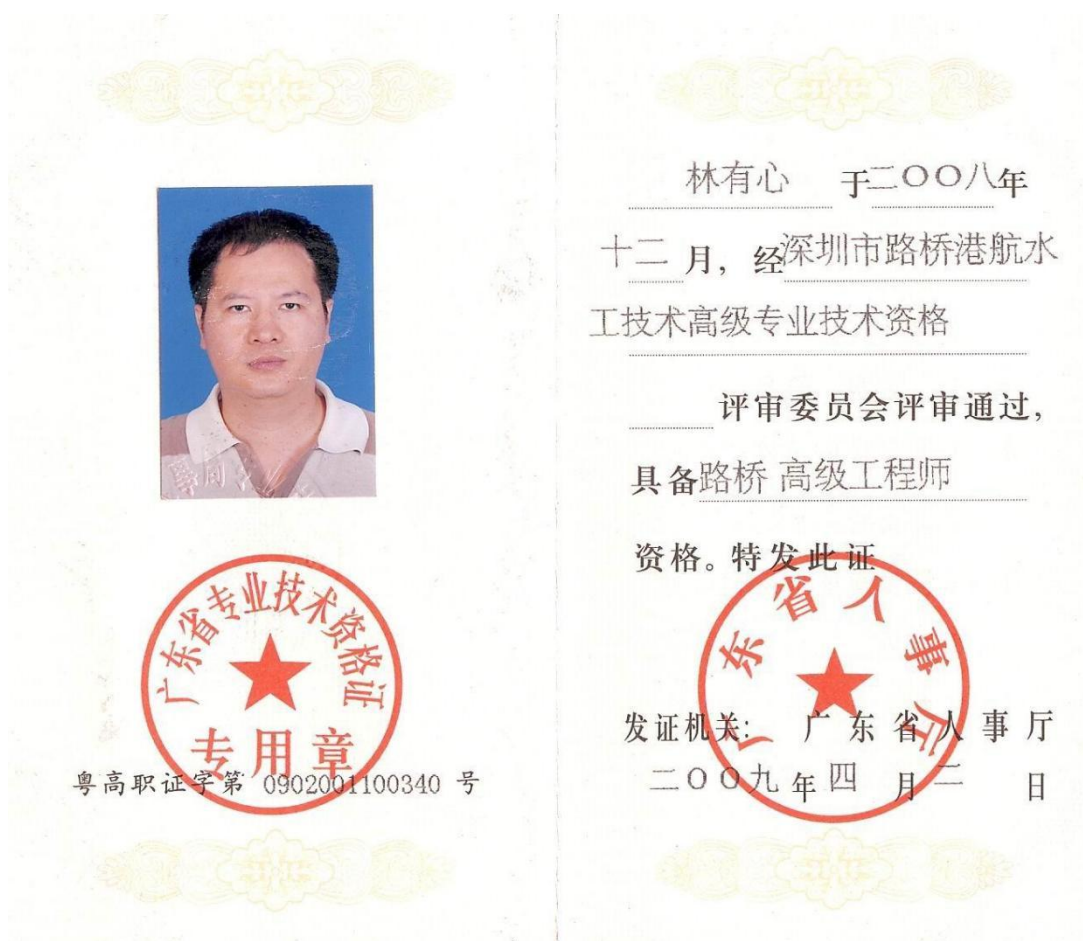 广东省专业技术资格证
专用章
粤高职证字第 0902001100340 号
林有心 于二〇〇八年
十二月，经深圳市路桥港航水
工技术高级专业技术资格
评审委员会评审通过，
具备路桥 高级工程师
资格。特发此证
广东省人事厅
发证机关：广东省人事厅
二〇〇九年四月二日